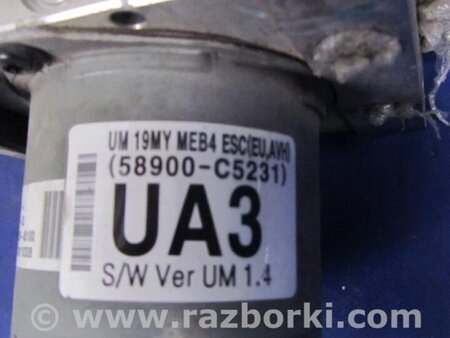 UM 19MY MEB4 ESC(EU,AVH)
(58900-C5231)
UA3
S/W Ver UM 1.4
© www.razborki.com